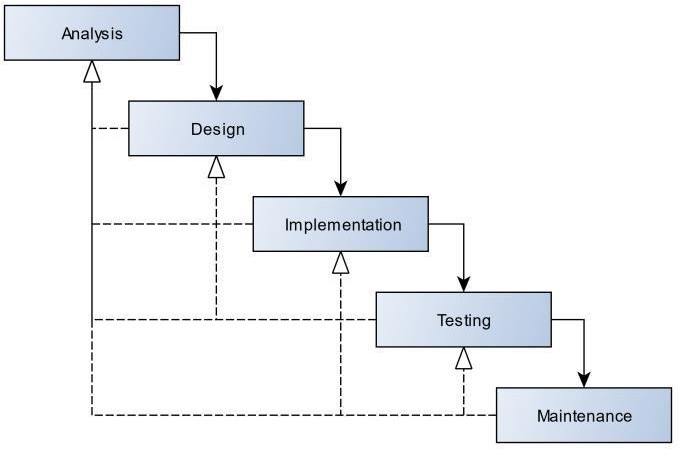 Analysis
Design
Implementation
Testing
Maintenance